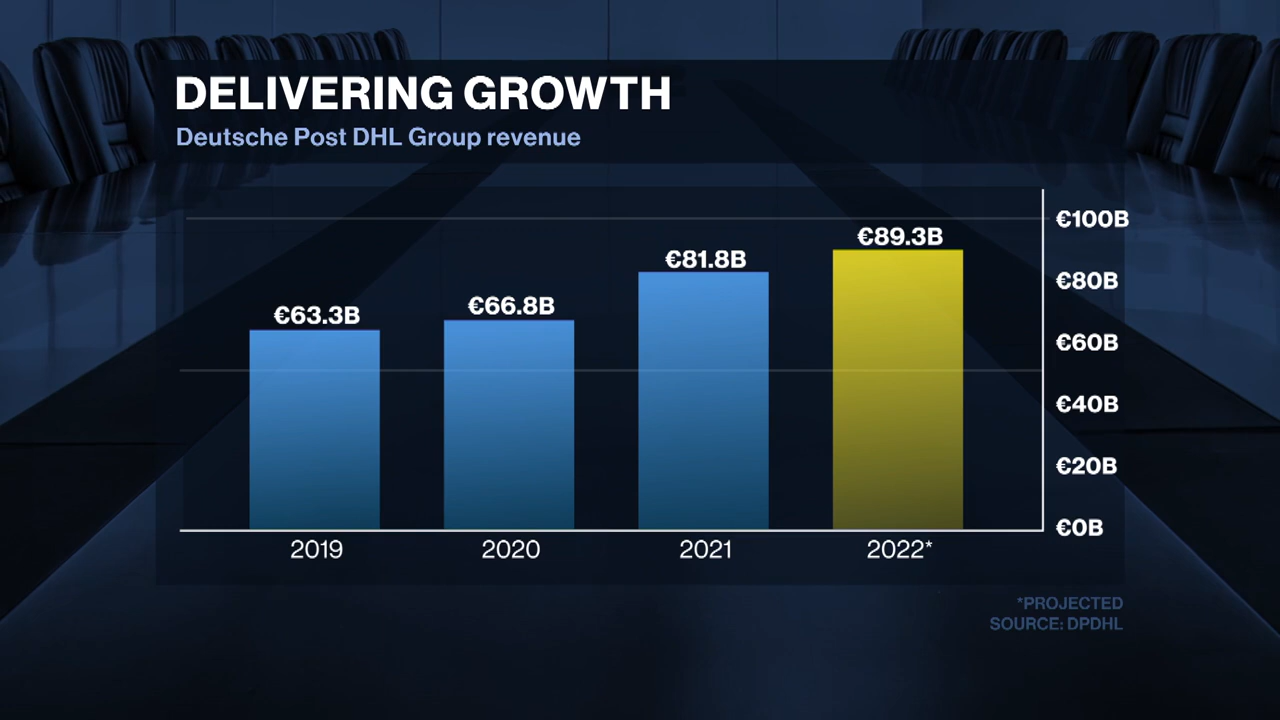 DELIVERING GROWTH
Deutsche Post DHL Group revenue
€100B
€89.3B
€81.8B
€80B
€66.8B
€63.3B
€60B
€40B
€20B
€0B
2019 2020 2021 2022*
*PROJECTED
SOURCE: DPDHL